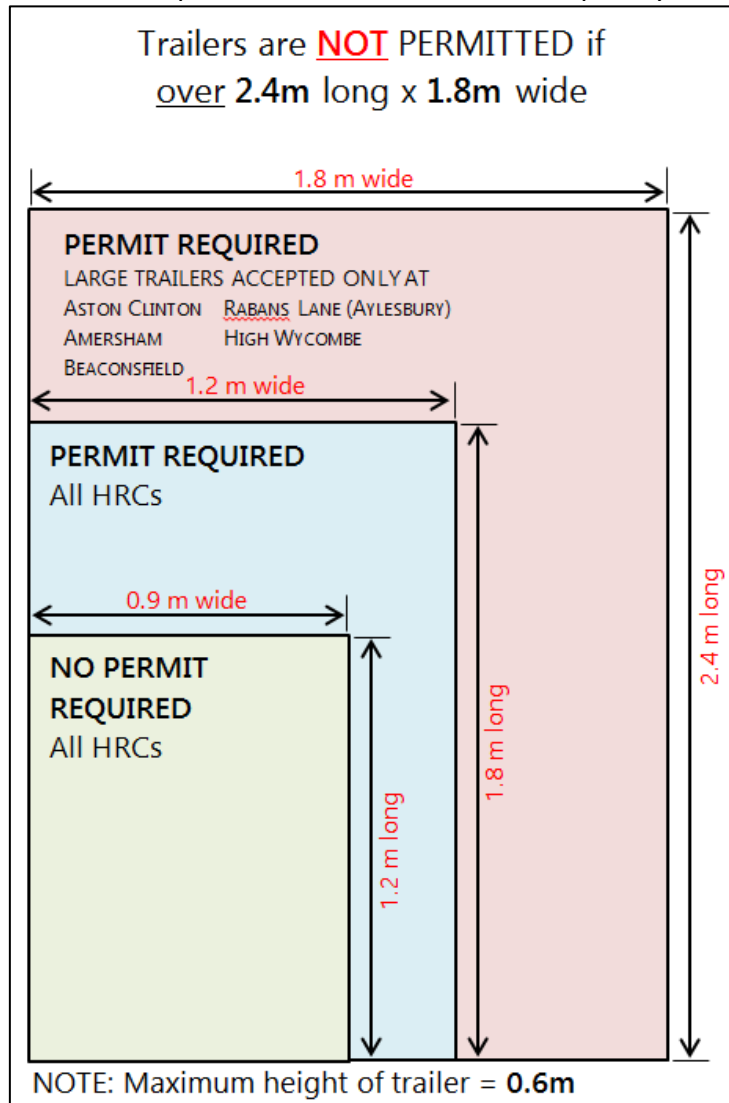 Trailers are NOT PERMITTED if
over 2.4m long x 1.8m wide
1.8 m wide
PERMIT REQUIRED
LARGE TRAILERS ACCEPTED ONLY AT
ASTON CLINTON RABANS LANE (AYLESBURY)
AMERSHAM HIGH WYCOMBE
BEACONSFIELD
1.2 m wide
PERMIT REQUIRED
All HRCs
0.9 m wide
NO PERMIT
REQUIRED
All HRCs
1.2 m long
1.8 m long
2.4 m long
NOTE: Maximum height of trailer = 0.6m